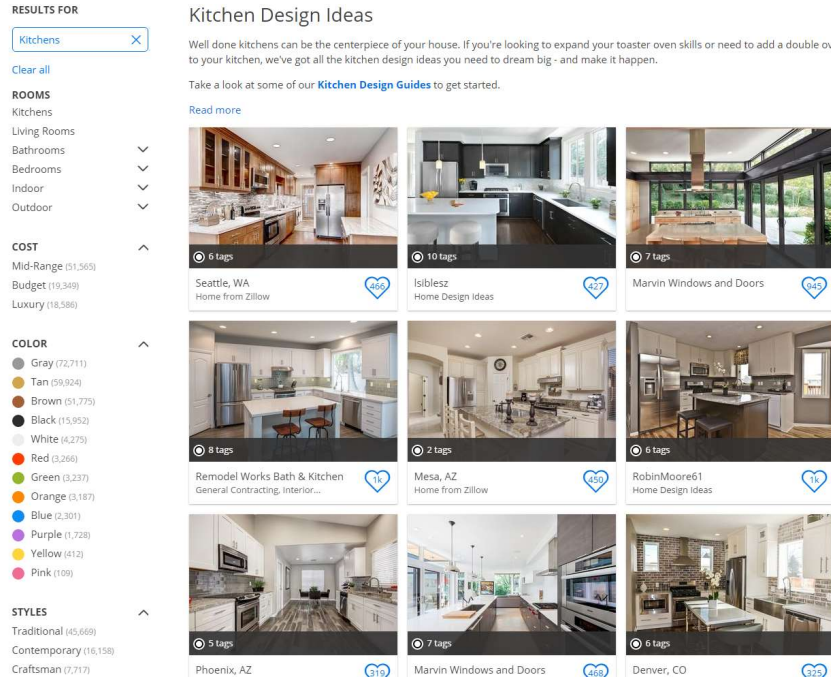 RESULTS FOR
Kitchens
Clear all
ROOMS
Kitchens
Living Rooms
Bathrooms
Bedrooms
Indoor
Outdoor
COST
Mid-Range (51,565)
Budget (19,349)
Luxury (18,586)
COLOR
Gray (72,711)
Tan (59,924)
Brown (51,775)
Black (15,952)
White (4,275)
Red (3,266)
Green (3,237)
Orange (3,187)
Blue (2,301)
Purple (1,728)
Yellow (412)
Pink (109)
STYLES
Traditional (45,669)
Contemporary (16,158)
Craftsman (7,717)
Kitchen Design Ideas
Well done kitchens can be the centerpiece of your house. If you're looking to expand your toaster oven skills or need to add a double ov
to your kitchen, we've got all the kitchen design ideas you need to dream big - and make it happen.
Take a look at some of our Kitchen Design Guides to get started.
Read more
6 tags
10 tags
7 tags
Seattle, WA
Home from Zillow
466
lsiblesz
Home Design Ideas
427
Marvin Windows and Doors
945
8 tags
2 tags
6 tags
Remodel Works Bath & Kitchen
General Contracting, Interior...
1k
Mesa, AZ
Home from Zillow
450
RobinMoore61
Home Design Ideas
1k
5 tags
7 tags
6 tags
Phoenix, AZ
319
Marvin Windows and Doors
468
Denver, CO
325